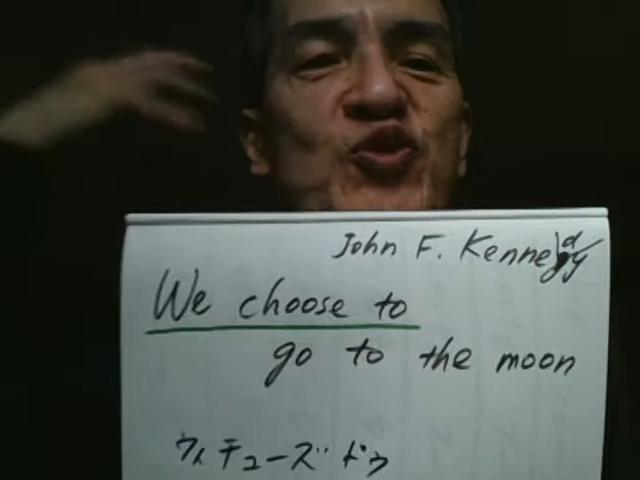 John F. Kennedy
We choose to
go to the moon
ウィ チューズ ドゥ